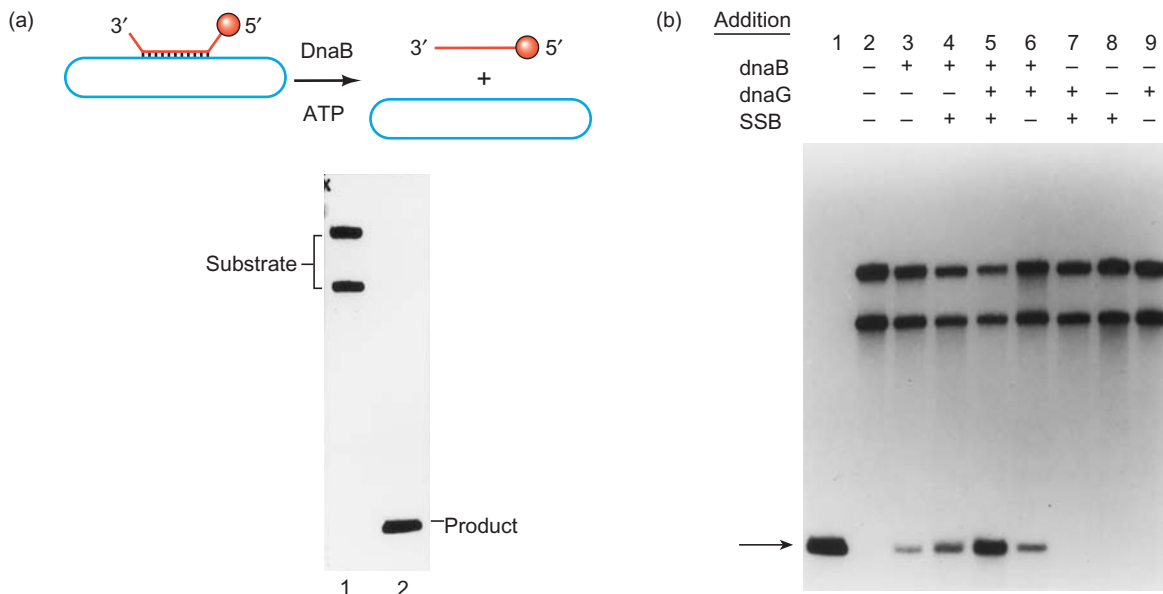 (a)
3′ 5′ DnaB 3′ 5′
+
ATP
Substrate
Product
1 2
(b) Addition
1 2 3 4 5 6 7 8 9
dnaB – + + + + – – –
dnaG – – – + + + – +
SSB – – + + – + + –